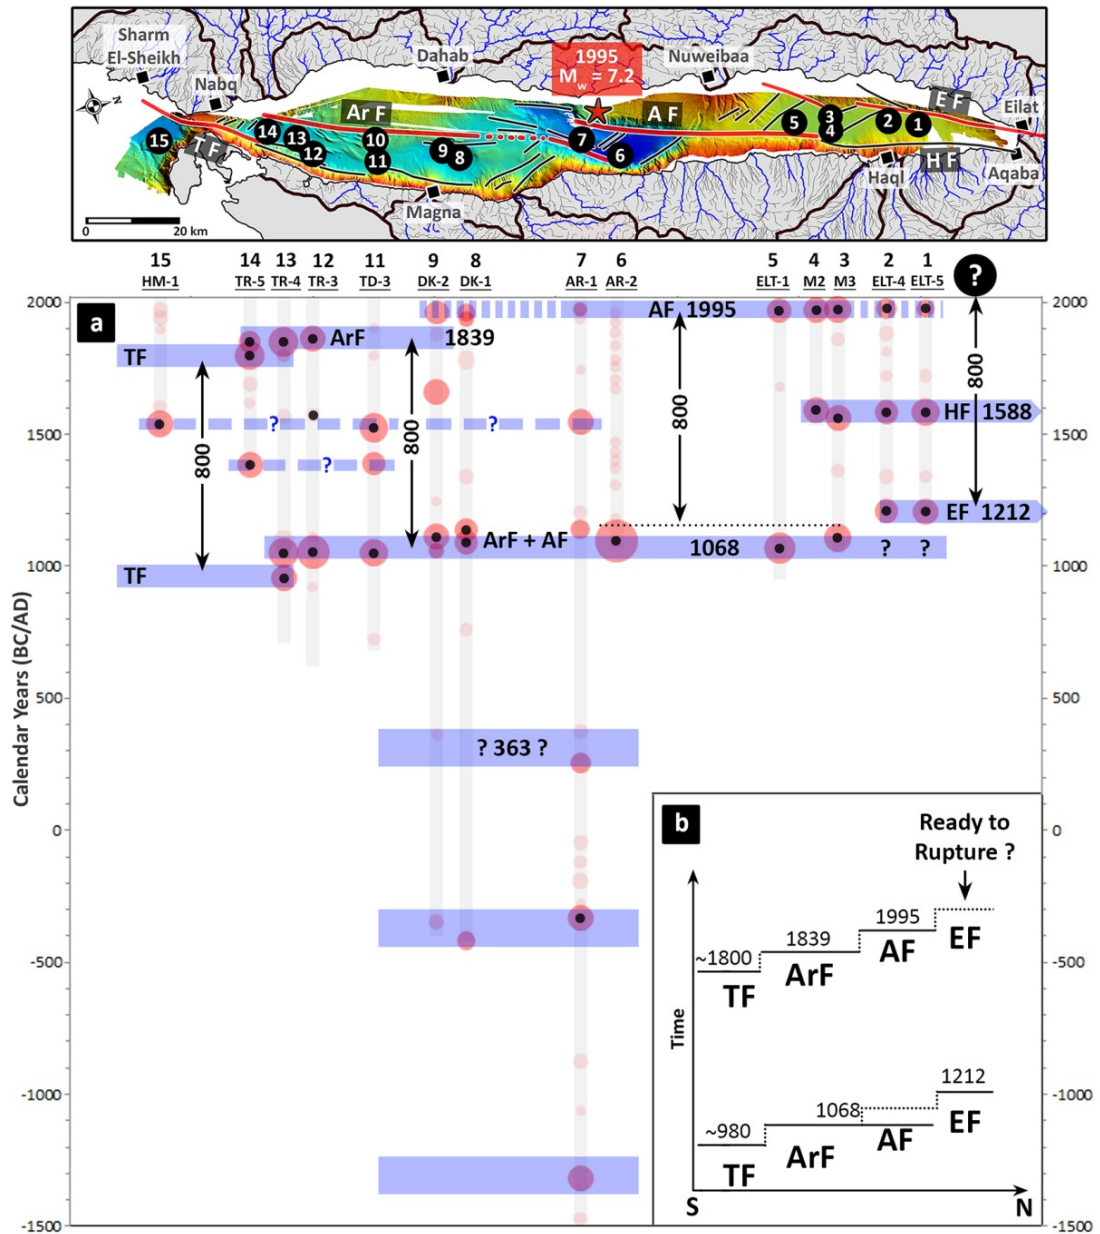 Sharm
El-Sheikh
Nabq
Dahab
1995
Mw = 7.2
Nuweibaa
Eilat
Ar F
A F
E F
T F
H F
N
15
14
13
12
10
11
9
8
7
6
5
3
4
2
1
Magna
Haql
Aqaba
0 20 km
15 14 13 12 11 9 8 7 6 5 4 3 2 1 ?
HM-1 TR-5 TR-4 TR-3 TD-3 DK-2 DK-1 AR-1 AR-2 ELT-1 M2 M3 ELT-4 ELT-5
a
2000 AF 1995 2000
ArF 1839
TF
800 800 800 800
HF 1588
1500 ? ? 1500
?
EF 1212
ArF + AF 1068 ? ?
1000 TF 1000
500 500
? 363 ?
0 0
-500 -500
-1000 -1000
-1500 -1500
Calendar Years (BC/AD)
b
Ready to
Rupture ?
1995
1839 EF
~1800 AF
ArF
TF
Time
1212
1068 EF
~980 AF
ArF
TF
S N